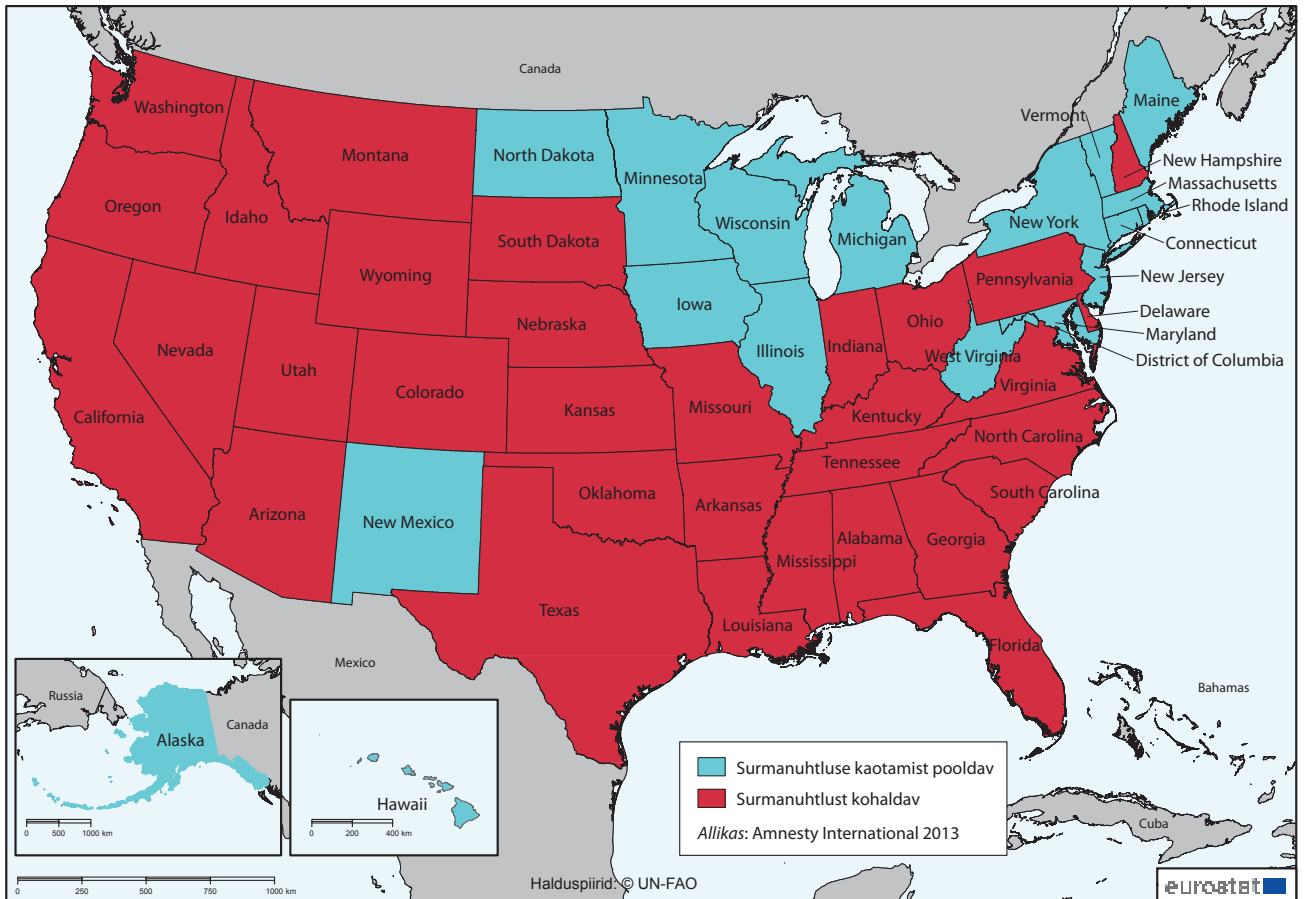 Canada
Washington
Montana
North Dakota
Minnesota
Vermont
Maine
New Hampshire
Massachusetts
Rhode Island
Connecticut
New Jersey
Delaware
Maryland
District of Columbia
Oregon
Idaho
Wyoming
South Dakota
Wisconsin
Michigan
New York
Pennsylvania
Nebraska
Iowa
Illinois
Indiana
Ohio
West Virginia
Virginia
Nevada
Utah
Colorado
Kansas
Missouri
Kentucky
California
Arizona
New Mexico
Oklahoma
Arkansas
Tennessee
North Carolina
South Carolina
Texas
Louisiana
Mississippi
Alabama
Georgia
Florida
Mexico
Bahamas
Cuba
Russia
Canada
Alaska
0 500 1000 km
Hawaii
0 200 400 km
Surmanuhtluse kaotamist pooldav
Surmanuhtlust kohaldav
Allikas: Amnesty International 2013
0 250 500 750 1000 km
Halduspiirid: © UN-FAO
eurostat